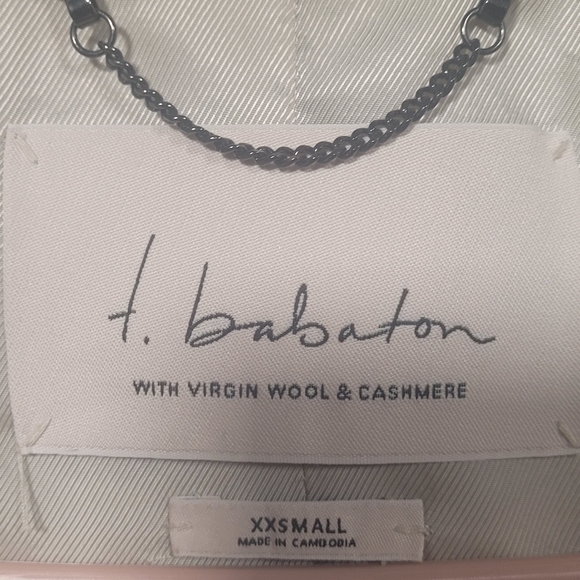 t. babaton
WITH VIRGIN WOOL & CASHMERE
XXSMALL
MADE IN CAMBODIA